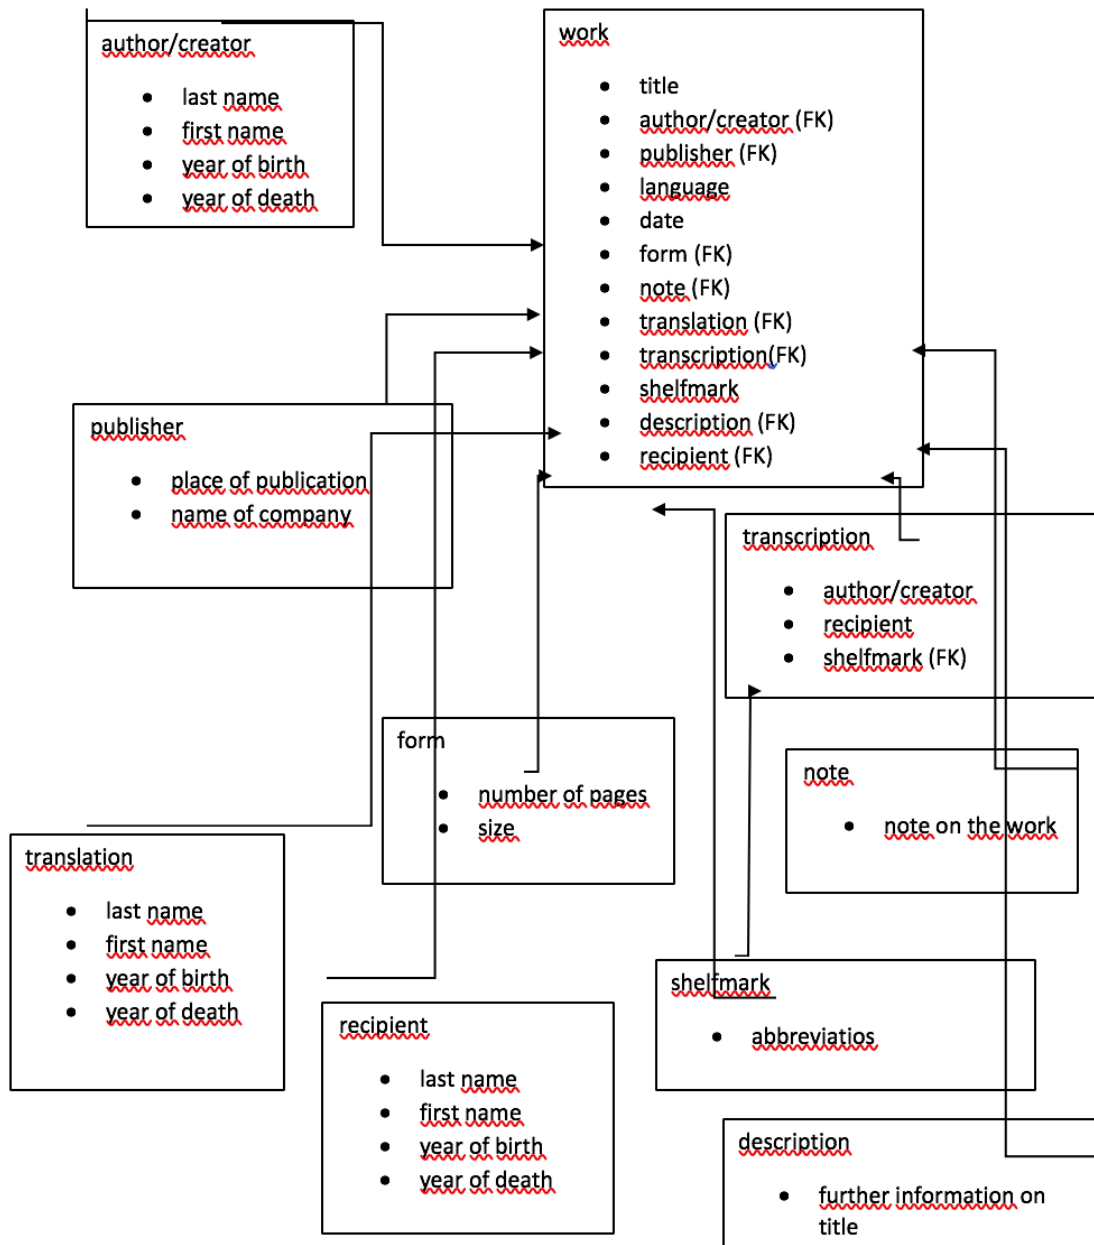 author/creator
last name
first name
year of birth
year of death
work
title
author/creator (FK)
publisher (FK)
language
date
form (FK)
note (FK)
translation (FK)
transcription(FK)
shelfmark
description (FK)
recipient (FK)
publisher
place of publication
name of company
transcription
author/creator
recipient
shelfmark (FK)
form
number of pages
size
note
note on the work
translation
last name
first name
year of birth
year of death
shelfmark
abbreviatios
recipient
last name
first name
year of birth
year of death
description
further information on
title